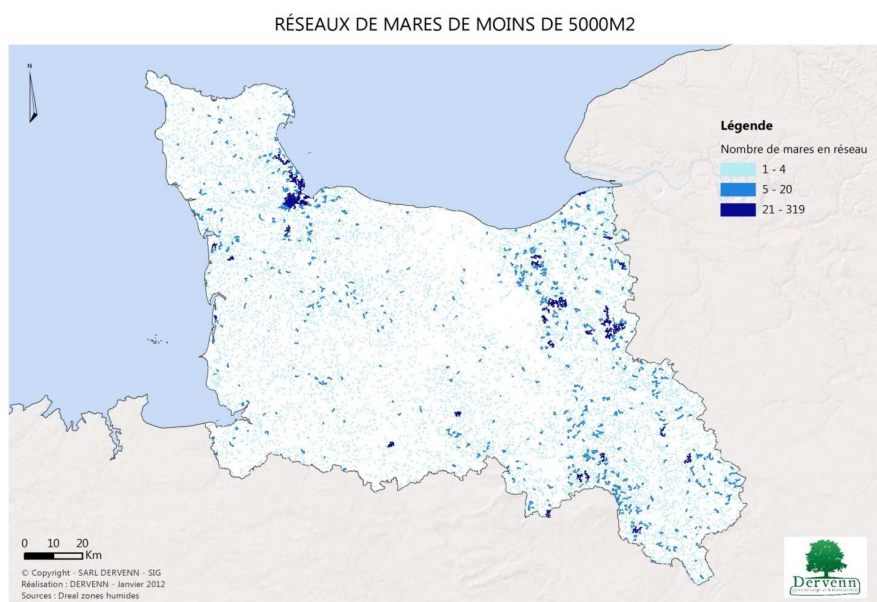 RÉSEAUX DE MARES DE MOINS DE 5000M2
N
Légende
Nombre de mares en réseau
1 - 4
5 - 20
21 - 319
0 10 20
Km
© Copyright - SARL DERVENN - SIG
Réalisation : DERVENN - Janvier 2012
Sources : Dreal zones humides
Dervenn